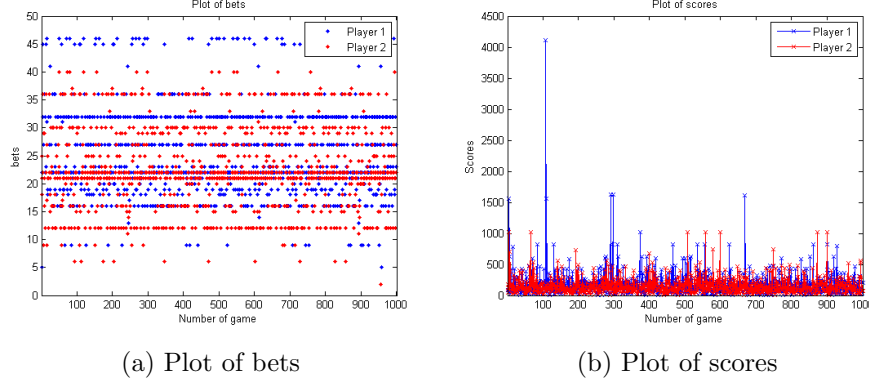 Plot of bets
50
45
40
35
30
25
20
15
10
5
0
bets
0 100 200 300 400 500 600 700 800 900 1000
Number of game
Player 1
Player 2
(a) Plot of bets
Plot of scores
4500
4000
3500
3000
2500
2000
1500
1000
500
0
Scores
100 200 300 400 500 600 700 800 900 1000
Number of game
Player 1
Player 2
(b) Plot of scores